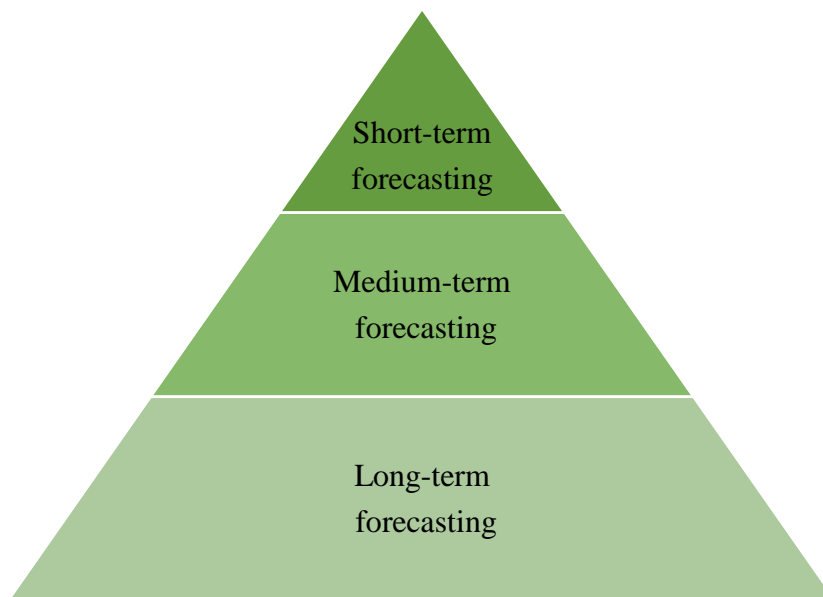 Short-term
forecasting
Medium-term
forecasting
Long-term
forecasting